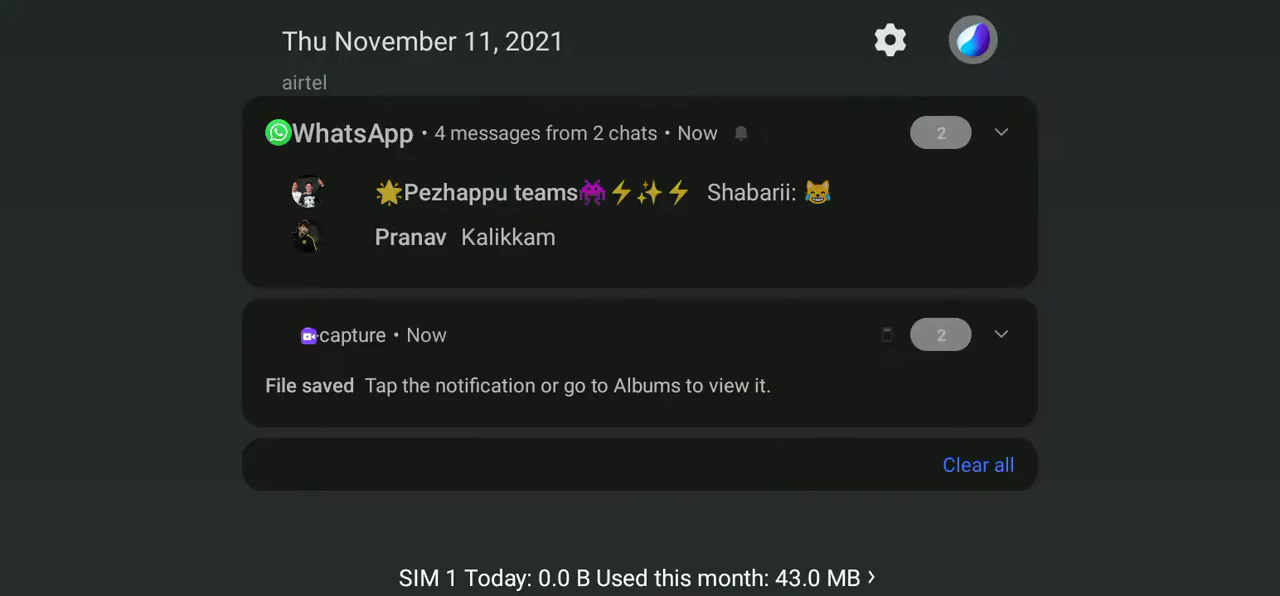 Thu November 11, 2021
airtel
WhatsApp • 4 messages from 2 chats • Now 2
🌟Pezhappu teams👾⚡✨⚡ Shabarii: 😹
Pranav Kalikkam
capture • Now 2
File saved Tap the notification or go to Albums to view it.
Clear all
SIM 1 Today: 0.0 B Used this month: 43.0 MB ›